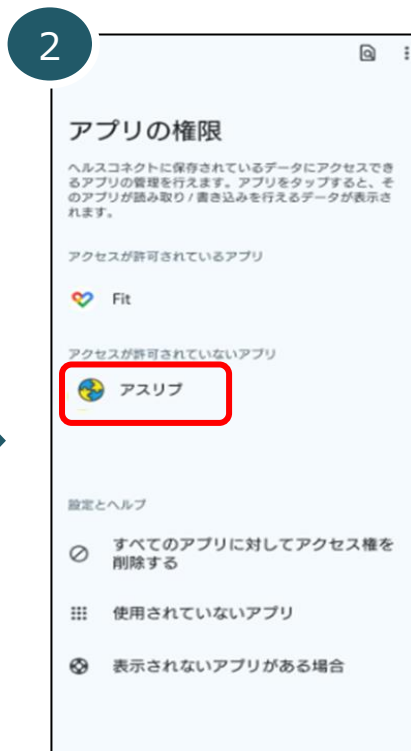 2
アプリの権限
ヘルスコネクトに保存されているデータにアクセスでき
るアプリの管理を行えます。アプリをタップすると、そ
のアプリが読み取り / 書き込みを行えるデータが表示さ
れます。
アクセスが許可されているアプリ
Fit
アクセスが許可されていないアプリ
アスリブ
設定とヘルプ
すべてのアプリに対してアクセス権を
削除する
使用されていないアプリ
表示されないアプリがある場合